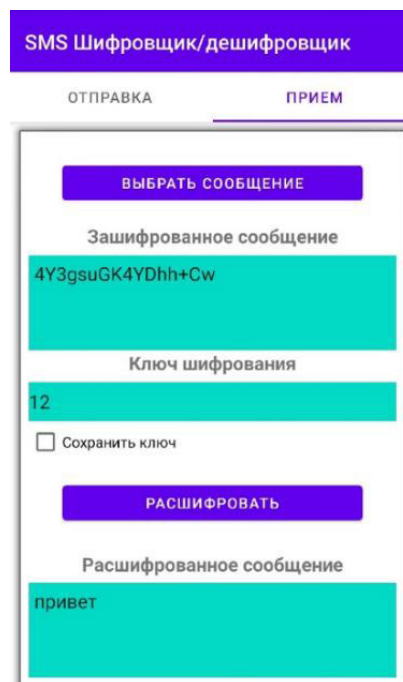 SMS Шифровщик/дешифровщик
ОТПРАВКА ПРИЕМ
ВЫБРАТЬ СООБЩЕНИЕ
Зашифрованное сообщение
4Y3gsuGK4YDhh+Cw
Ключ шифрования
12
Сохранить ключ
РАСШИФРОВАТЬ
Расшифрованное сообщение
привет